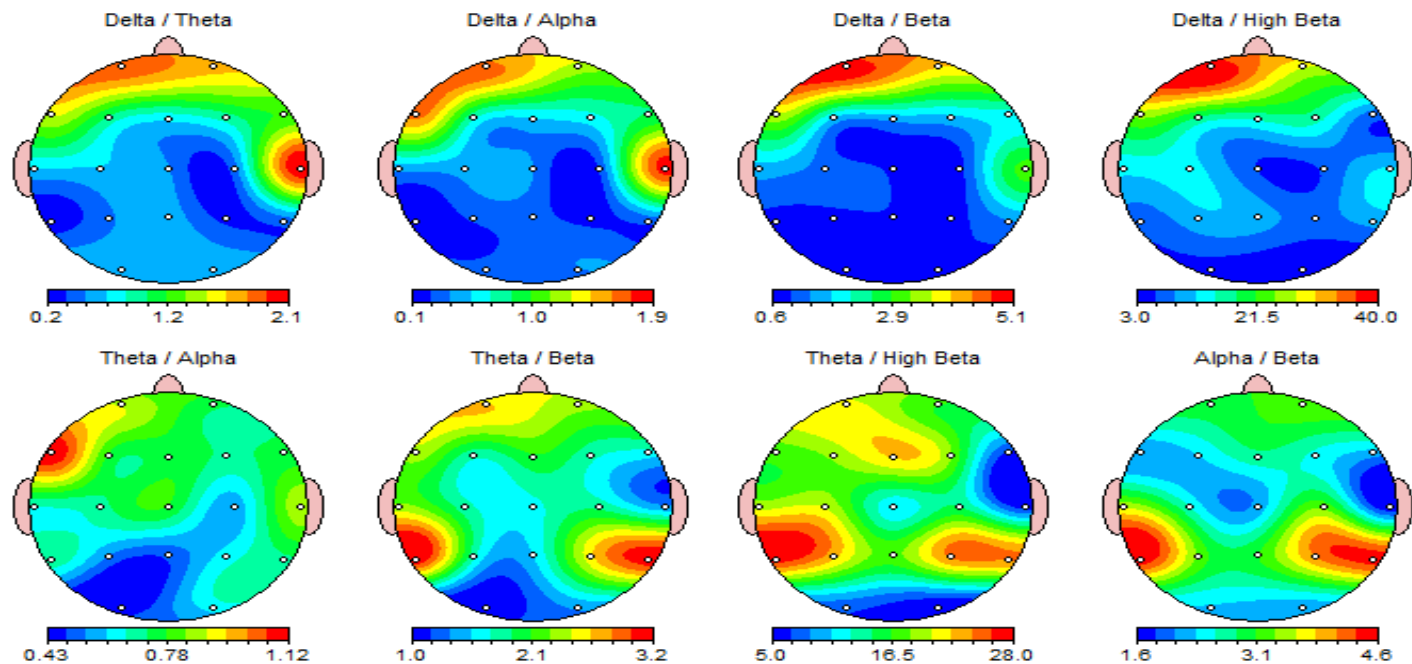 Delta / Theta Delta / Alpha Delta / Beta Delta / High Beta
0.2 1.2 2.1 0.1 1.0 1.9 0.6 2.9 5.1 3.0 21.5 40.0
Theta / Alpha Theta / Beta Theta / High Beta Alpha / Beta
0.43 0.78 1.12 1.0 2.1 3.2 5.0 16.5 28.0 1.6 3.1 4.6